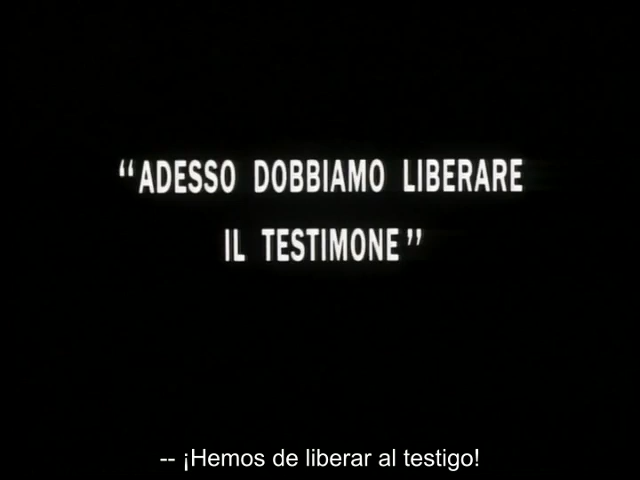 “ADESSO DOBBIAMO LIBERARE
IL TESTIMONE”
-- ¡Hemos de liberar al testigo!